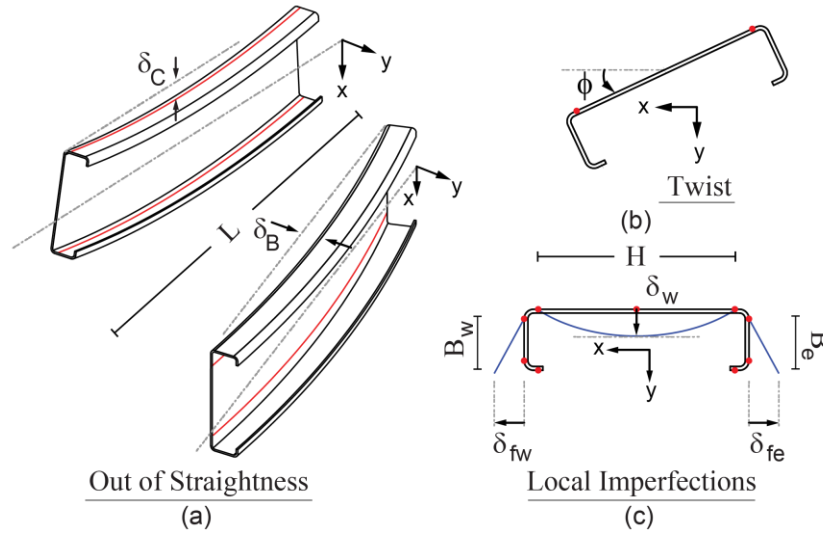 δC
x
y
L
δB
x
y
Out of Straightness
(a)
ϕ
x
y
Twist
(b)
H
δw
Bw
Be
x
y
δfw
δfe
Local Imperfections
(c)